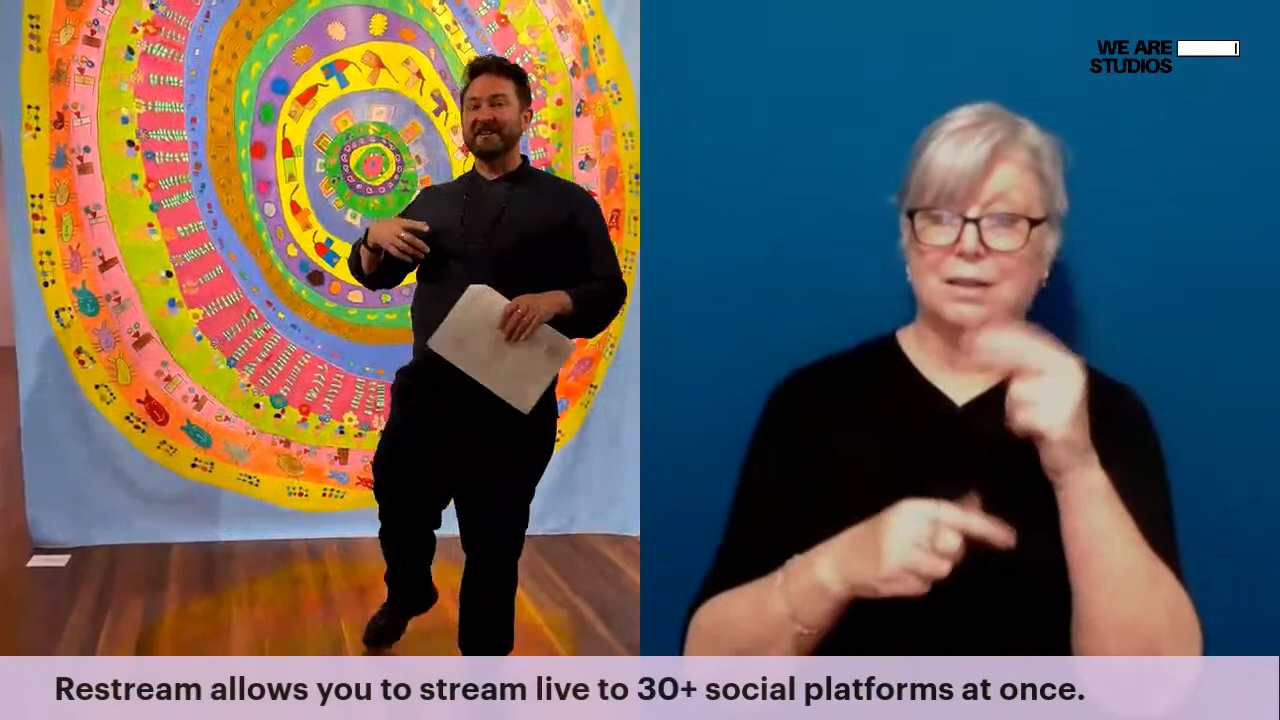 WE ARE
STUDIOS
Restream allows you to stream live to 30+ social platforms at once.